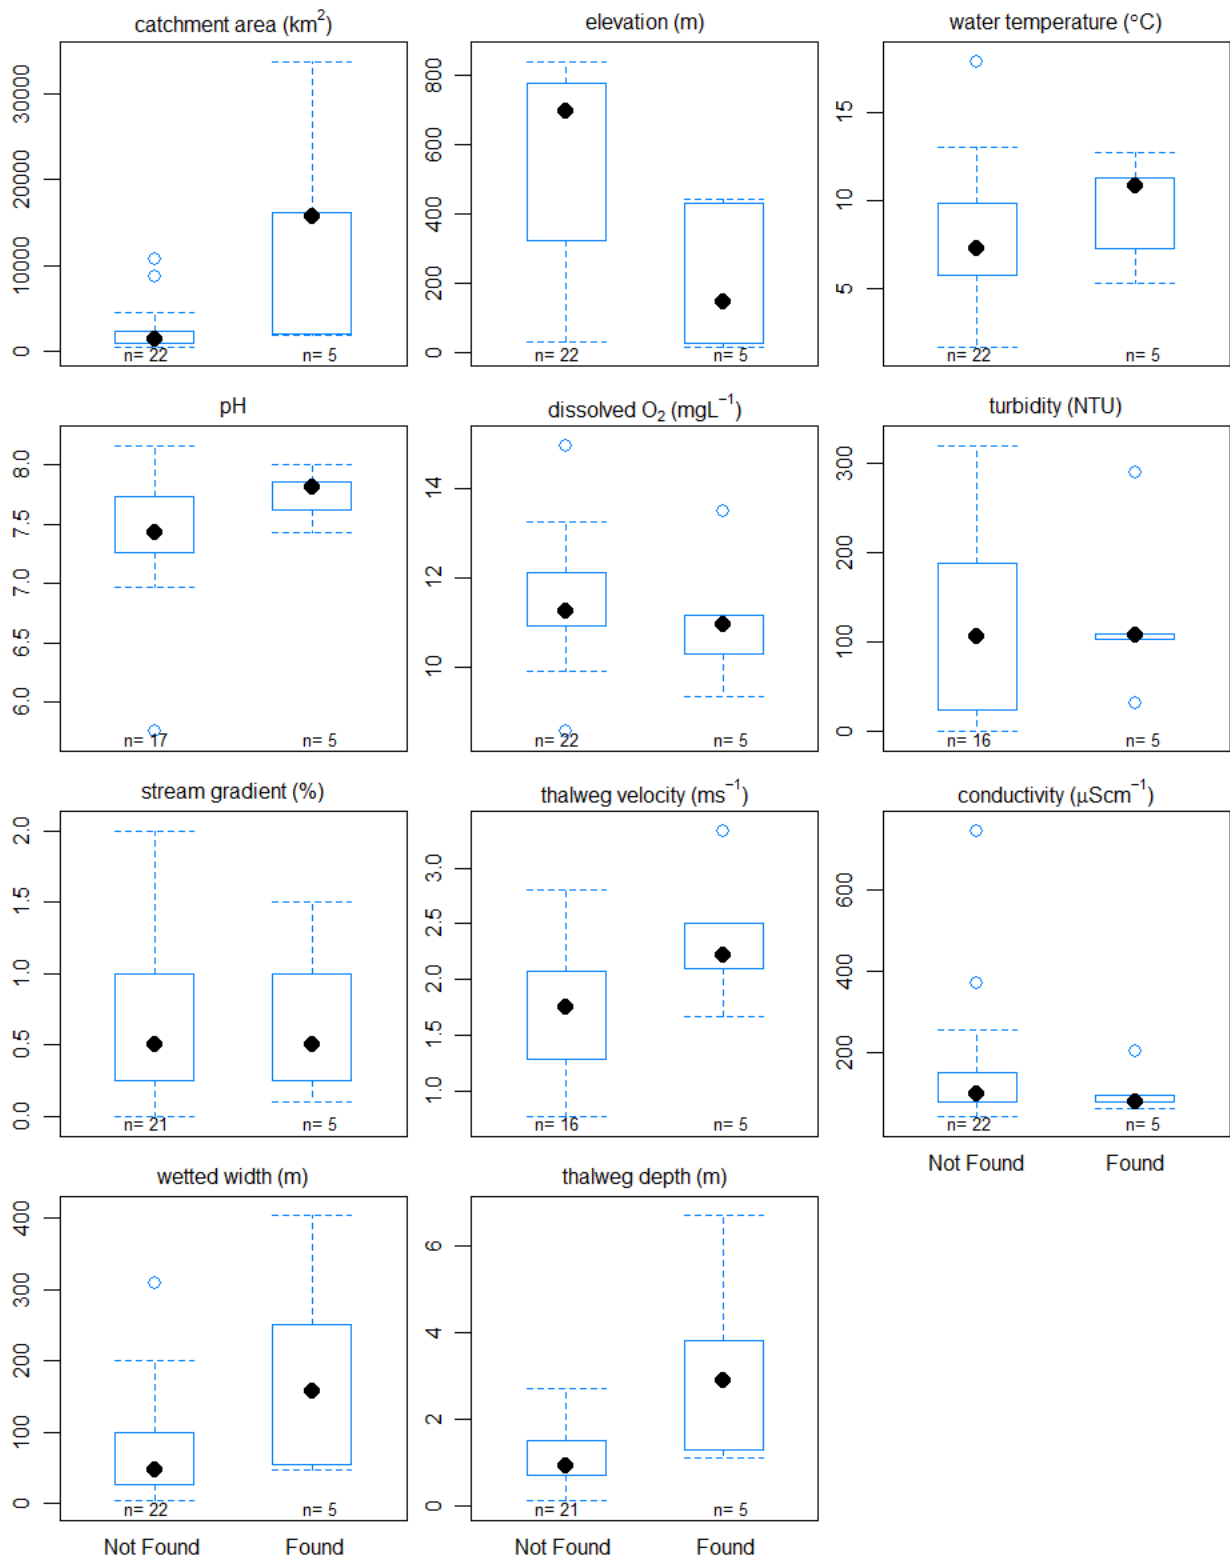 catchment area (km²)
elevation (m)
water temperature (°C)
30000
20000
10000
0
n= 22
n= 5
800
600
400
200
0
n= 22
n= 5
15
10
5
n= 22
n= 5
pH
dissolved O₂ (mgL⁻¹)
turbidity (NTU)
8.0
7.5
7.0
6.5
6.0
n= 17
n= 5
14
12
10
n= 22
n= 5
300
200
100
0
n= 16
n= 5
stream gradient (%)
thalweg velocity (ms⁻¹)
conductivity (μScm⁻¹)
2.0
1.5
1.0
0.5
0.0
n= 21
n= 5
3.0
2.5
2.0
1.5
1.0
n= 16
n= 5
600
400
200
n= 22
n= 5
Not Found
Found
wetted width (m)
thalweg depth (m)
400
300
200
100
0
n= 22
n= 5
6
4
2
0
n= 21
n= 5
Not Found
Found
Not Found
Found